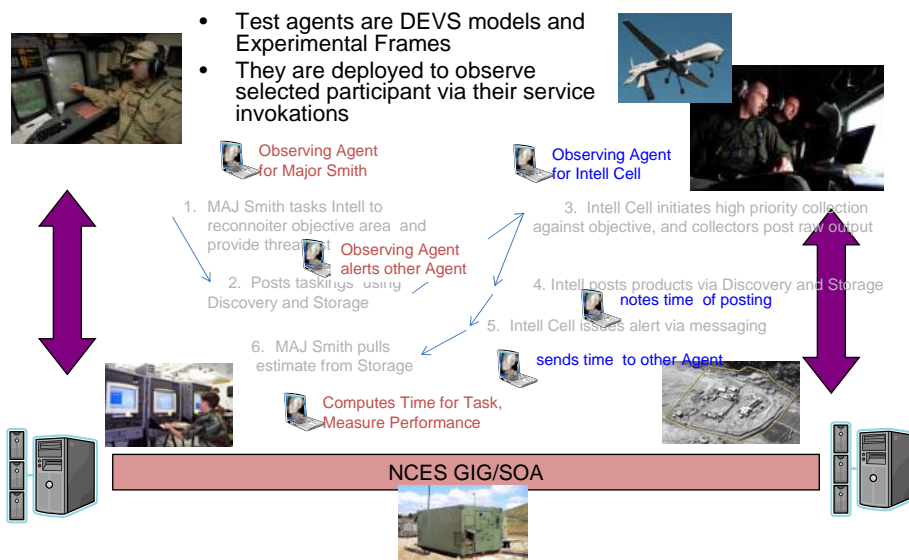 • Test agents are DEVS models and
Experimental Frames
• They are deployed to observe
selected participant via their service
invokations
Observing Agent
for Major Smith
Observing Agent
for Intell Cell
1. MAJ Smith tasks Intell to
reconnoiter objective area and
provide
3. Intell Cell initiates high priority collection
against objective, and collectors post raw output
Observing Agent
alerts other Agent
2. Posts taskings using
Discovery and Storage
4. Intell posts products via Discovery and Storage
notes time of posting
5. Intell Cell issues alert via messaging
6. MAJ Smith pulls
estimate from Storage
sends time to other Agent
Computes Time for Task,
Measure Performance
NCES GIG/SOA